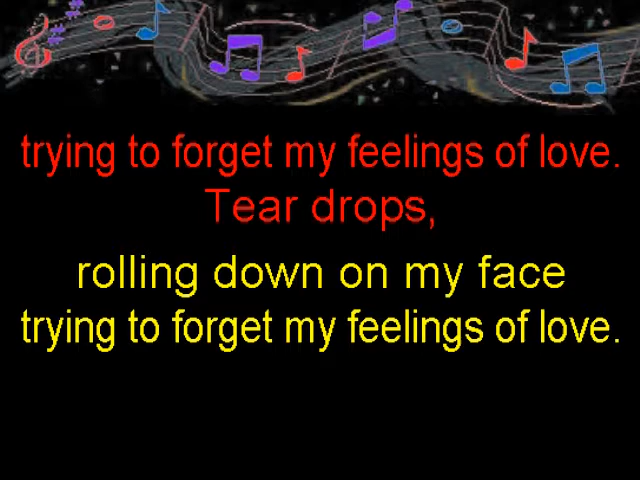 trying to forget my feelings of love.
Tear drops,
rolling down on my face
trying to forget my feelings of love.